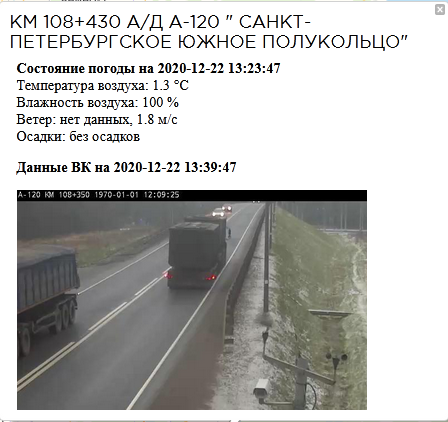 КМ 108+430 А/Д А-120 " САНКТ-
ПЕТЕРБУРГСКОЕ ЮЖНОЕ ПОЛУКОЛЬЦО"
Состояние погоды на 2020-12-22 13:23:47
Температура воздуха: 1.3 °C
Влажность воздуха: 100 %
Ветер: нет данных, 1.8 м/с
Осадки: без осадков
Данные ВК на 2020-12-22 13:39:47
A-120 KM 108+350 1970-01-01 12:09:25